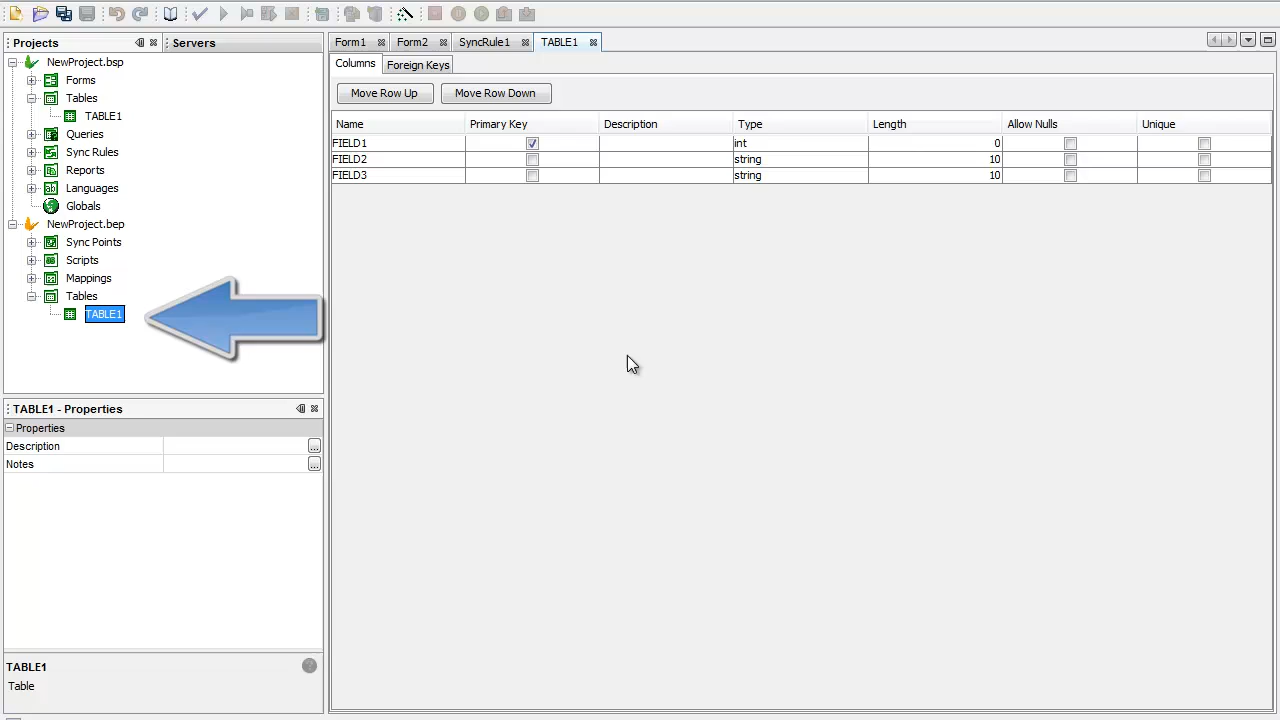 Projects
Servers
NewProject.bsp
Forms
Tables
TABLE1
Queries
Sync Rules
Reports
Languages
Globals
NewProject.bep
Sync Points
Scripts
Mappings
Tables
TABLE1
TABLE1 - Properties
Properties
Description ...
Notes ...
TABLE1
Table
Form1 Form2 SyncRule1 TABLE1
Columns Foreign Keys
Move Row Up Move Row Down
Name Primary Key Description Type Length Allow Nulls Unique
FIELD1 int 0
FIELD2 string 10
FIELD3 string 10